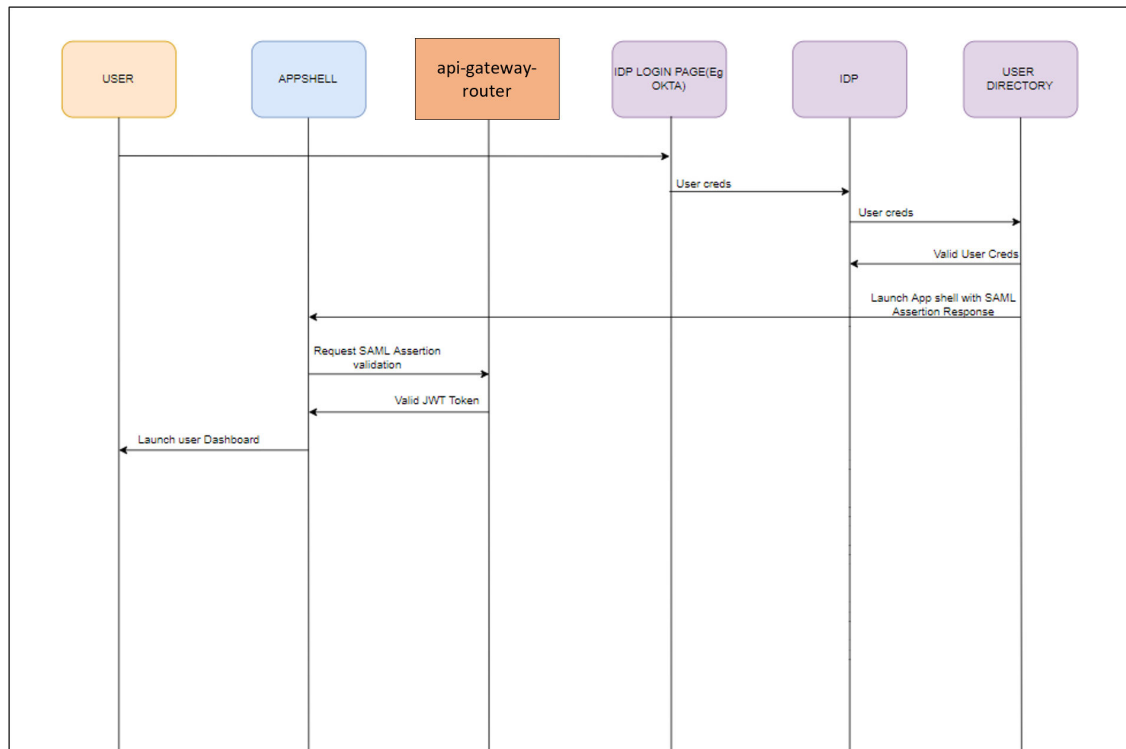 USER
APPSHELL
api-gateway-
router
IDP LOGIN PAGE(Eg
OKTA)
IDP
USER
DIRECTORY
User creds
User creds
Valid User Creds
Launch App shell with SAML
Assertion Response
Request SAML Assertion
validation
Valid JWT Token
Launch user Dashboard